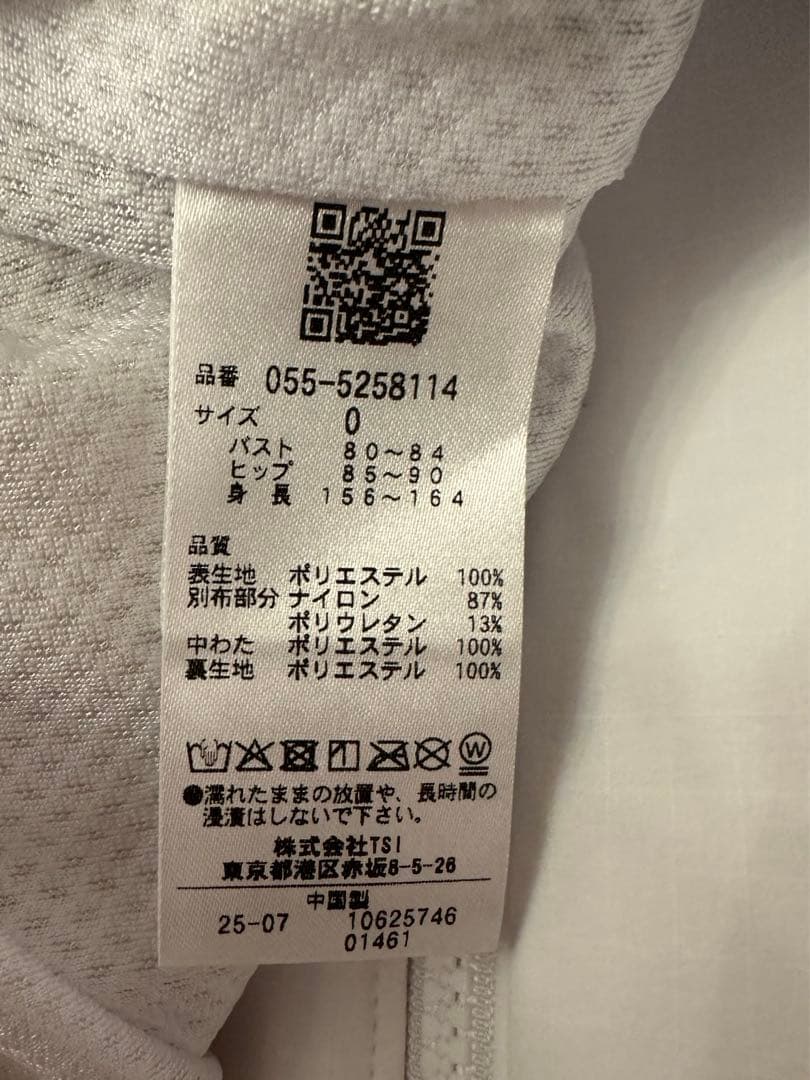 品番 055-5258114
サイズ 0
バスト 80~84
ヒップ 85~90
身長 156~164
品質
表生地 ポリエステル 100%
別布部分 ナイロン 87%
ポリウレタン 13%
中わた ポリエステル 100%
裏生地 ポリエステル 100%
W
●濡れたままの放置や、長時間の
浸漬はしないで下さい。
株式会社TSI
東京都港区赤坂8-5-26
中国製
25-07 10625746
01461